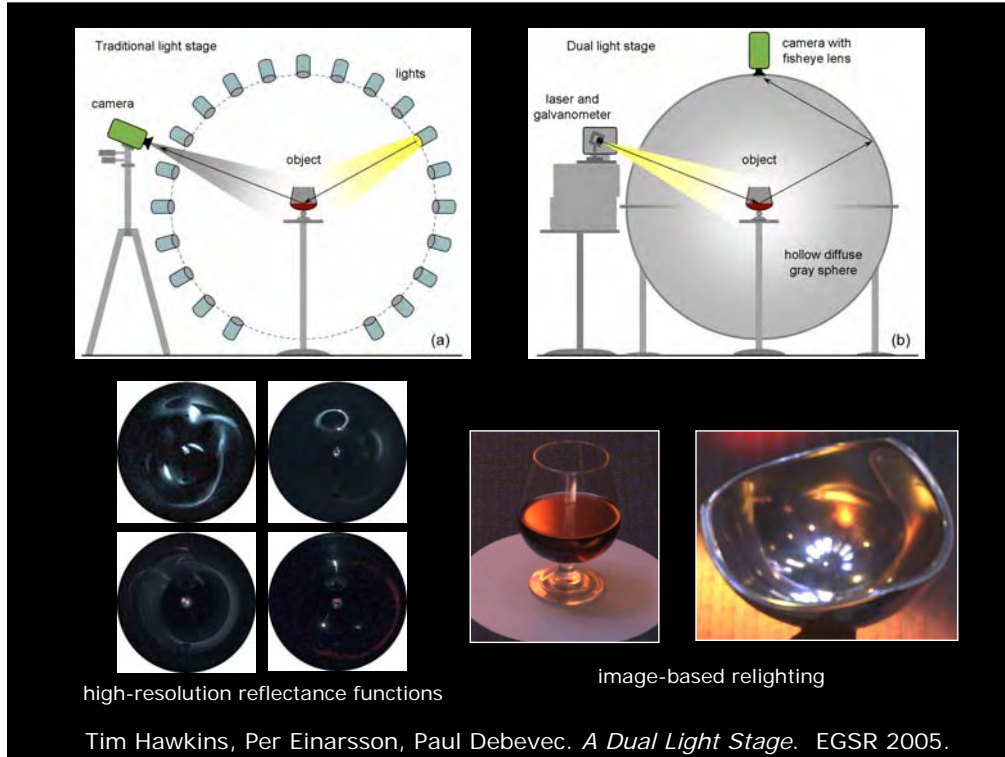 Traditional light stage
lights
camera
object
(a)
Dual light stage
camera with
fisheye lens
laser and
galvanometer
object
hollow diffuse
gray sphere
(b)
high-resolution reflectance functions
image-based relighting
Tim Hawkins, Per Einarsson, Paul Debevec. A Dual Light Stage. EGSR 2005.